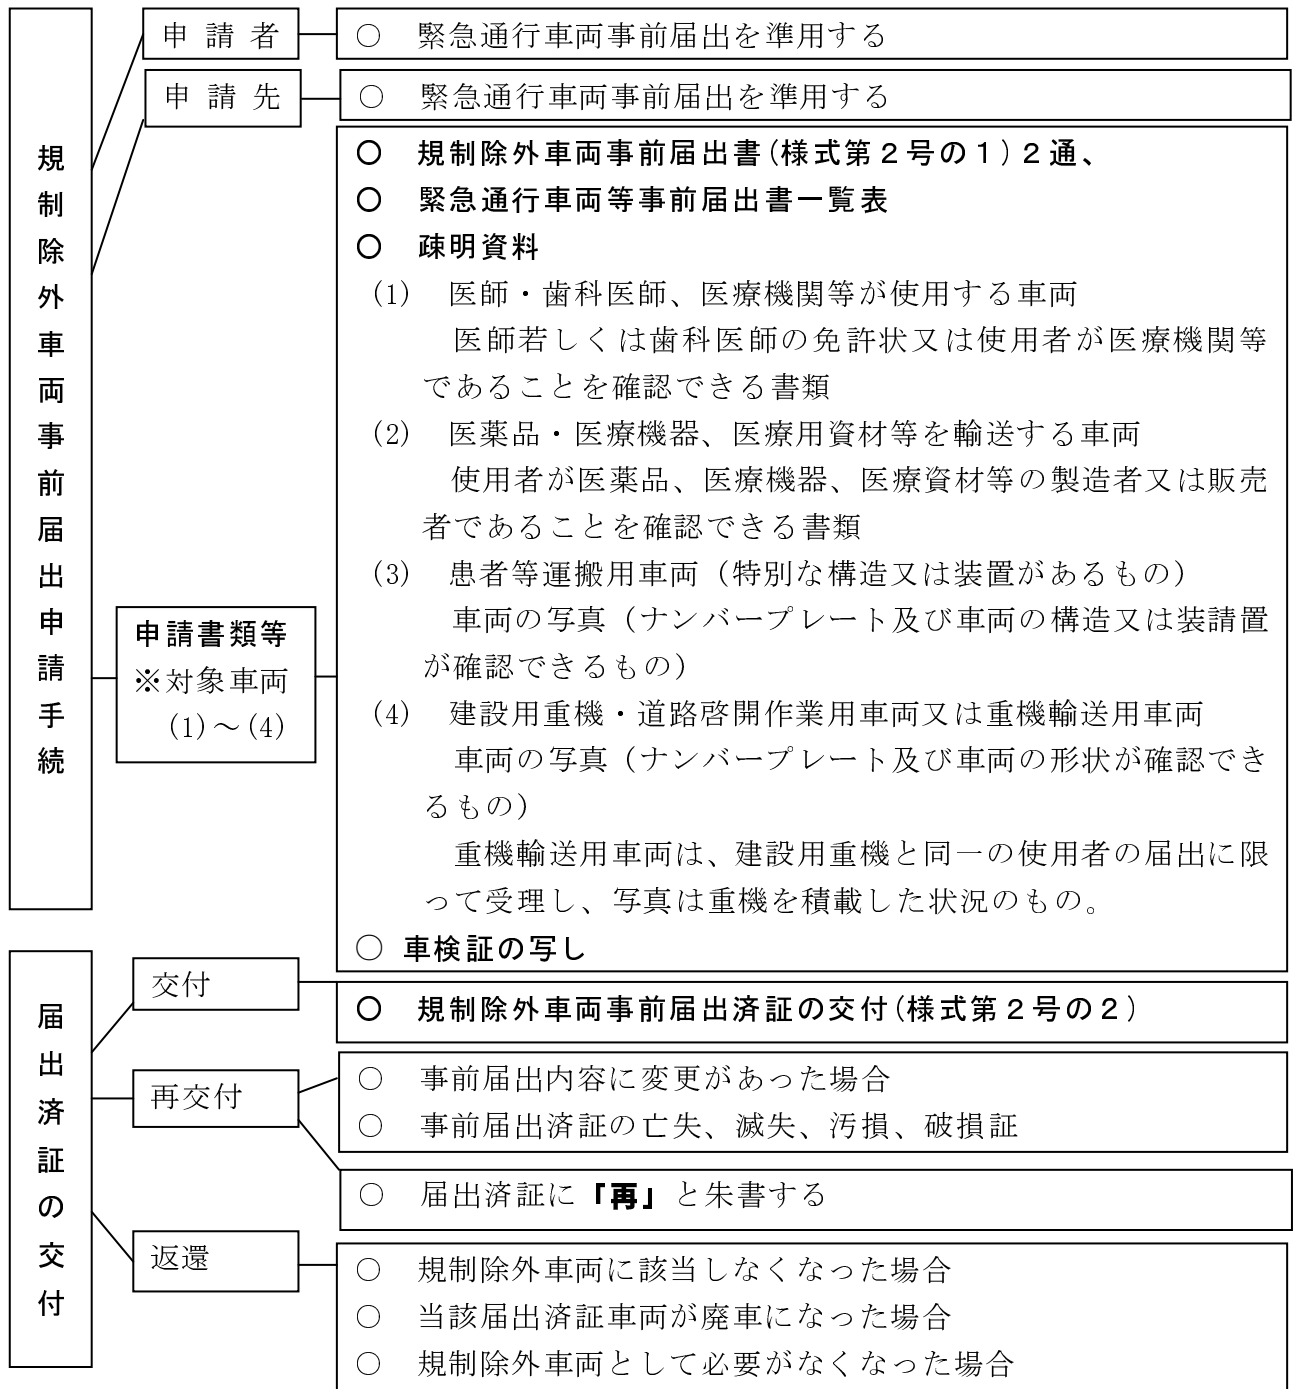 規制除外車両事前届出申請手続
申請者
○　緊急通行車両事前届出を準用する
申請先
○　緊急通行車両事前届出を準用する
申請書類等
※対象車両
(1)～(4)
○　規制除外車両事前届出書(様式第２号の１)２通、
○　緊急通行車両等事前届出書一覧表
○　疎明資料
(1)　医師・歯科医師、医療機関等が使用する車両
医師若しくは歯科医師の免許状又は使用者が医療機関等
であることを確認できる書類
(2)　医薬品・医療機器、医療用資材等を輸送する車両
使用者が医薬品、医療機器、医療資材等の製造者又は販売
者であることを確認できる書類
(3)　患者等運搬用車両（特別な構造又は装置があるもの）
車両の写真（ナンバープレート及び車両の構造又は装請置
が確認できるもの）
(4)　建設用重機・道路啓開作業用車両又は重機輸送用車両
車両の写真（ナンバープレート及び車両の形状が確認でき
るもの）
重機輸送用車両は、建設用重機と同一の使用者の届出に限
って受理し、写真は重機を積載した状況のもの。
○ 車検証の写し
届出済証の交付
交付
○　規制除外車両事前届出済証の交付(様式第２号の２)
再交付
○　事前届出内容に変更があった場合
○　事前届出済証の亡失、滅失、汚損、破損証
○　届出済証に「再」と朱書する
返還
○　規制除外車両に該当しなくなった場合
○　当該届出済証車両が廃車になった場合
○　規制除外車両として必要がなくなった場合